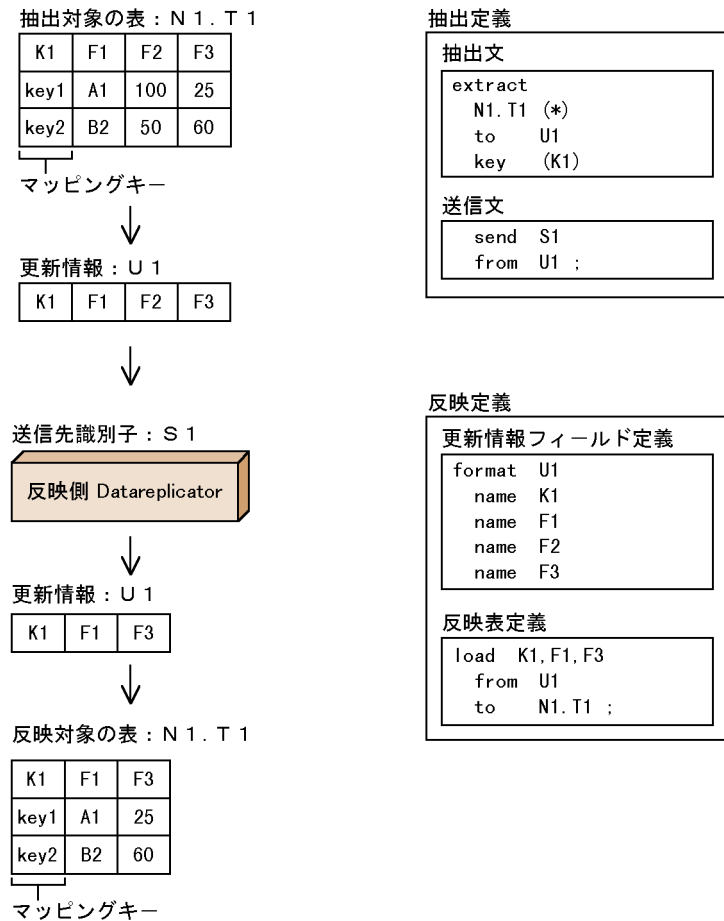 抽出対象の表：Ｎ１.Ｔ１
K1 F1 F2 F3
key1 A1 100 25
key2 B2 50 60
マッピングキー
更新情報：Ｕ１
K1 F1 F2 F3
送信先識別子：Ｓ１
反映側 Datareplicator
更新情報：Ｕ１
K1 F1 F3
反映対象の表：Ｎ１.Ｔ１
K1 F1 F3
key1 A1 25
key2 B2 60
マッピングキー
抽出定義
抽出文
extract
N1.T1 (*)
to U1
key (K1)
送信文
send S1
from U1 ;
反映定義
更新情報フィールド定義
format U1
name K1
name F1
name F2
name F3
反映表定義
load K1,F1,F3
from U1
to N1.T1 ;